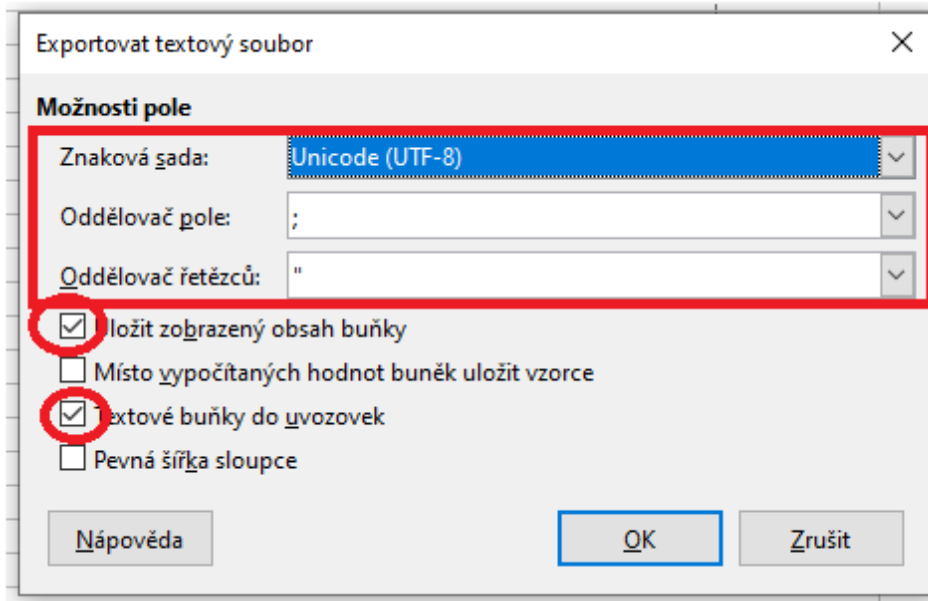 Exportovat textový soubor
Možnosti pole
Znaková sada: Unicode (UTF-8)
Oddělovač pole: ;
Oddělovač řetězců: "
Uložit zobrazený obsah buňky
Místo vypočítaných hodnot buněk uložit vzorce
Textové buňky do uvozovek
Pevná šířka sloupce
Nápověda OK Zrušit